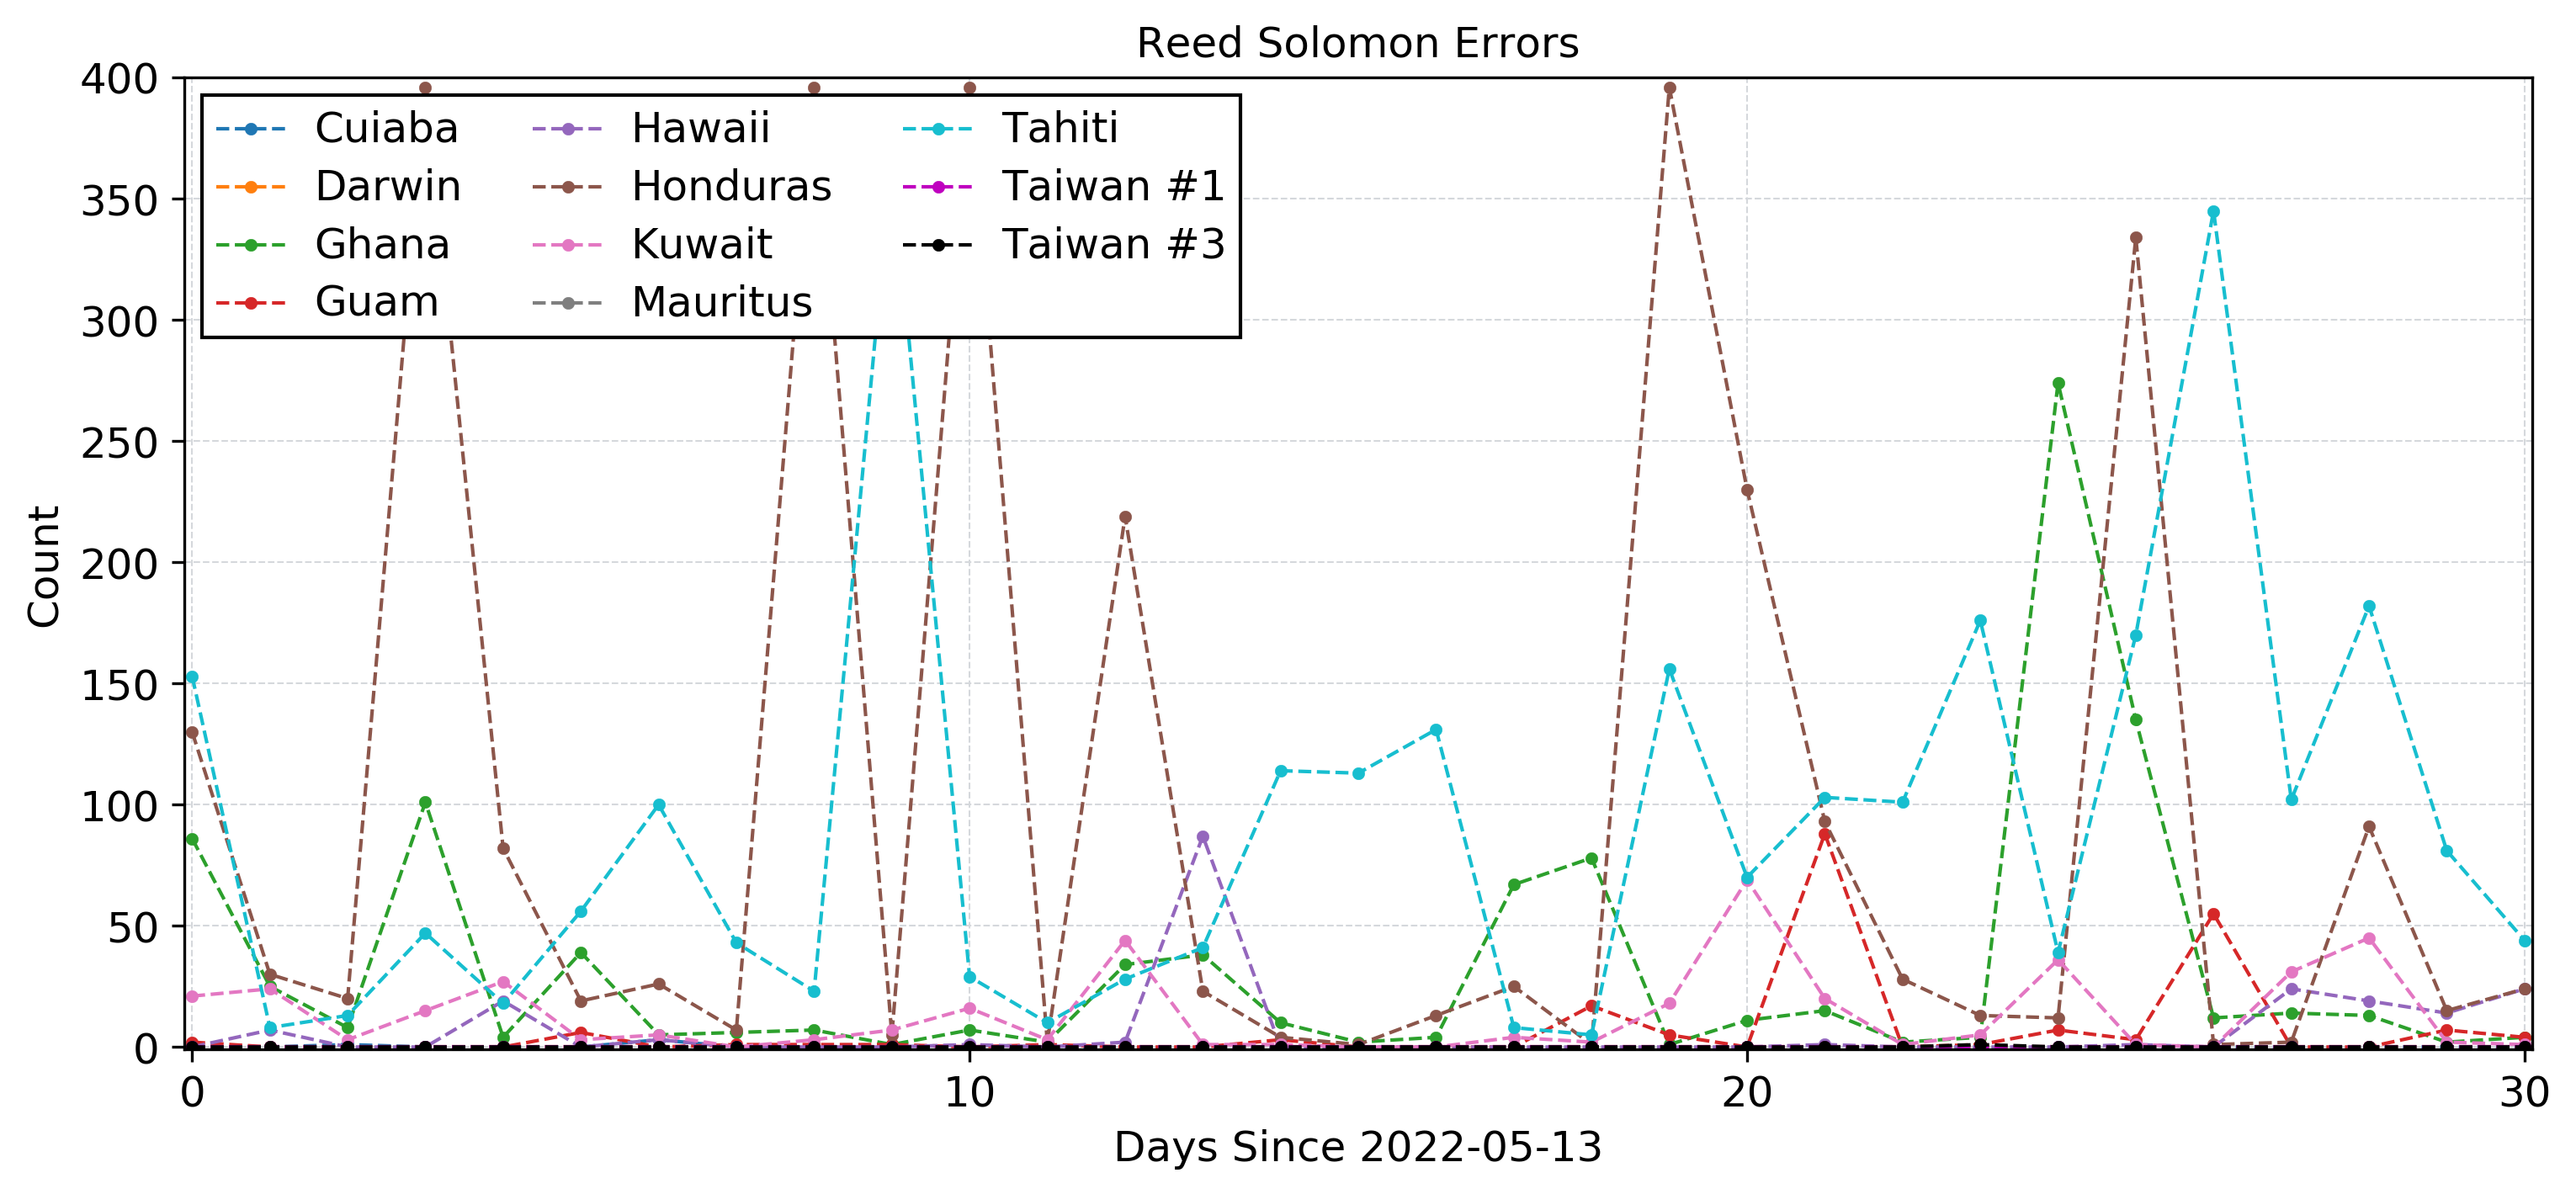 Reed Solomon Errors
400
350
300
250
200
150
100
50
0
Count
Cuiaba
Darwin
Ghana
Guam
Hawaii
Honduras
Kuwait
Mauritus
Tahiti
Taiwan #1
Taiwan #3
0 10 20 30
Days Since 2022-05-13